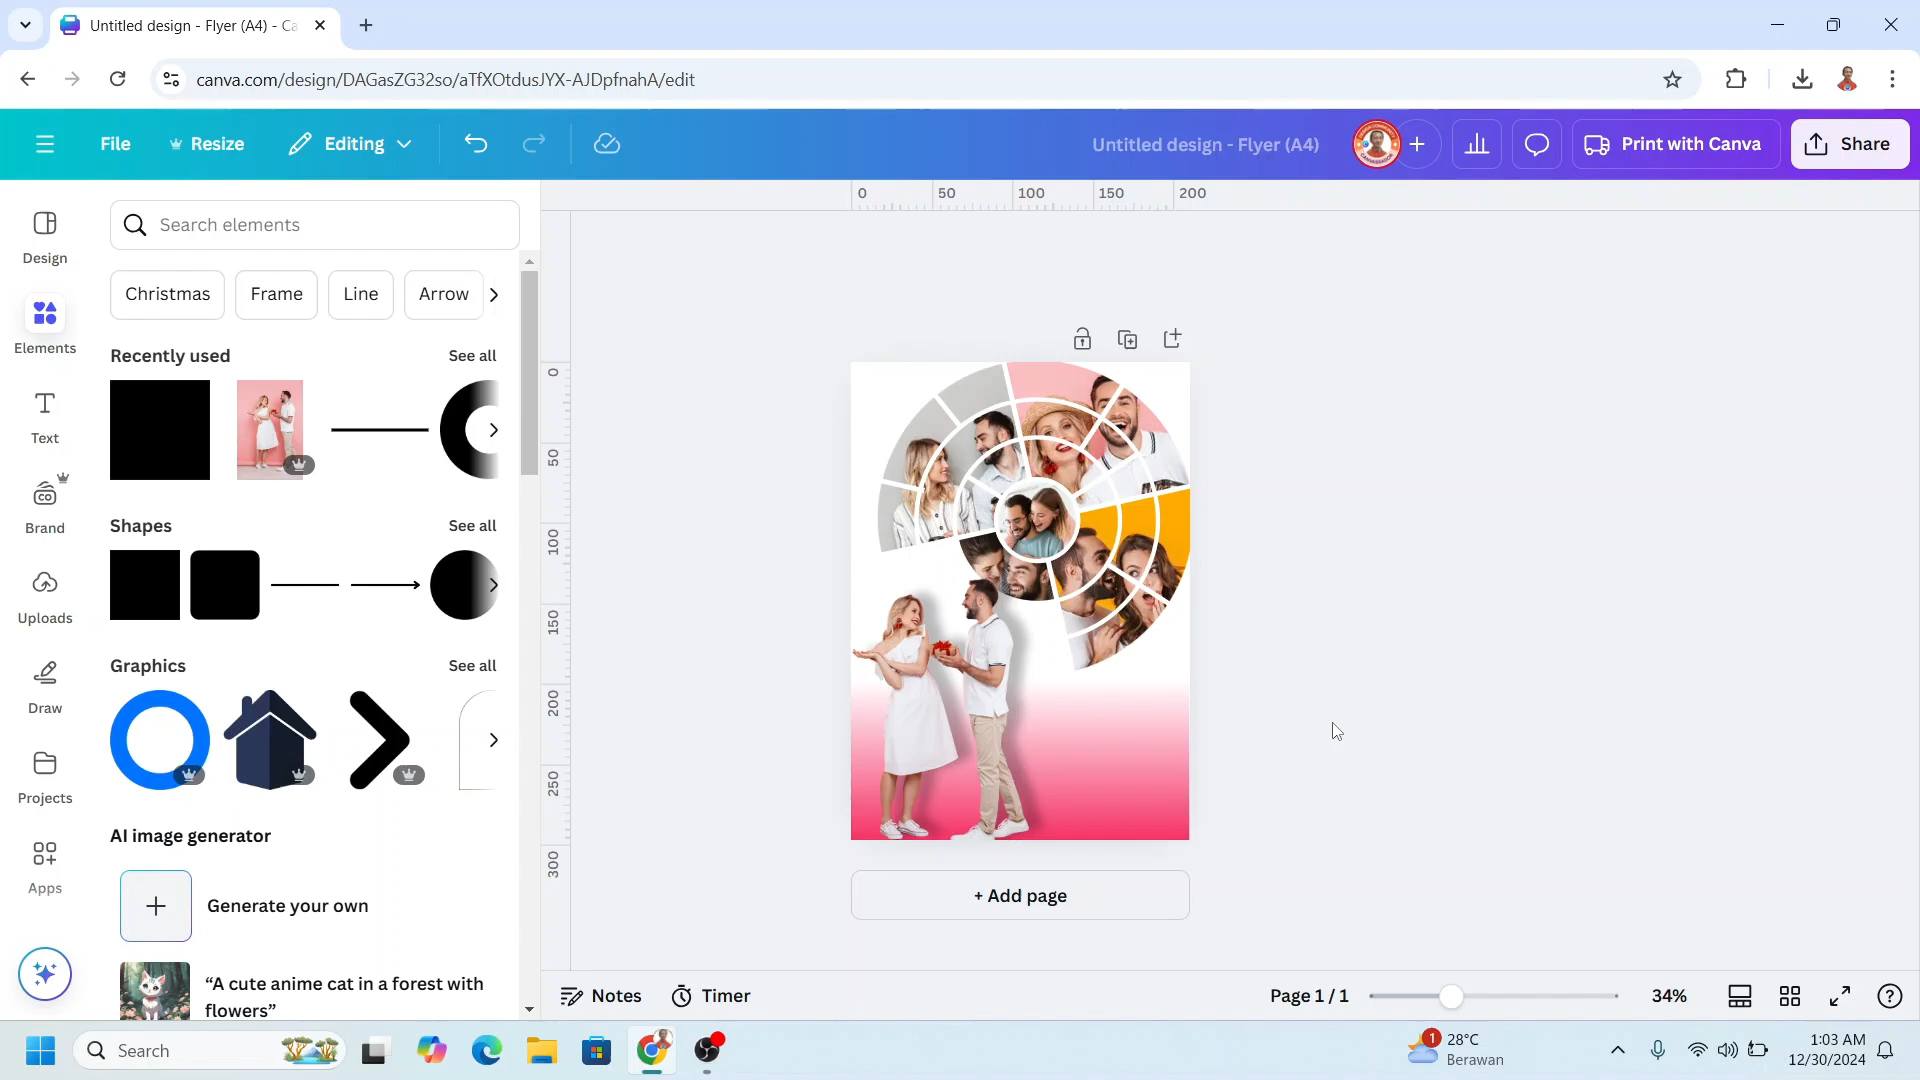 Untitled design - Flyer (A4) - Ca
canva.com/design/DAGasZG32so/aTfXOtdusJYX-AJDpfnahA/edit
File
Resize
Editing
Untitled design - Flyer (A4)
Print with Canva
Share
0 50 100 150 200
Design
Elements
Text
Brand
Uploads
Draw
Projects
Apps
Search elements
Christmas
Frame
Line
Arrow
Recently used
See all
Shapes
See all
Graphics
See all
AI image generator
Generate your own
“A cute anime cat in a forest with
flowers”
0
50
100
150
200
250
300
+ Add page
Notes
Timer
Page 1 / 1
34%
Search
1
28°C
Berawan
1:03 AM
12/30/2024